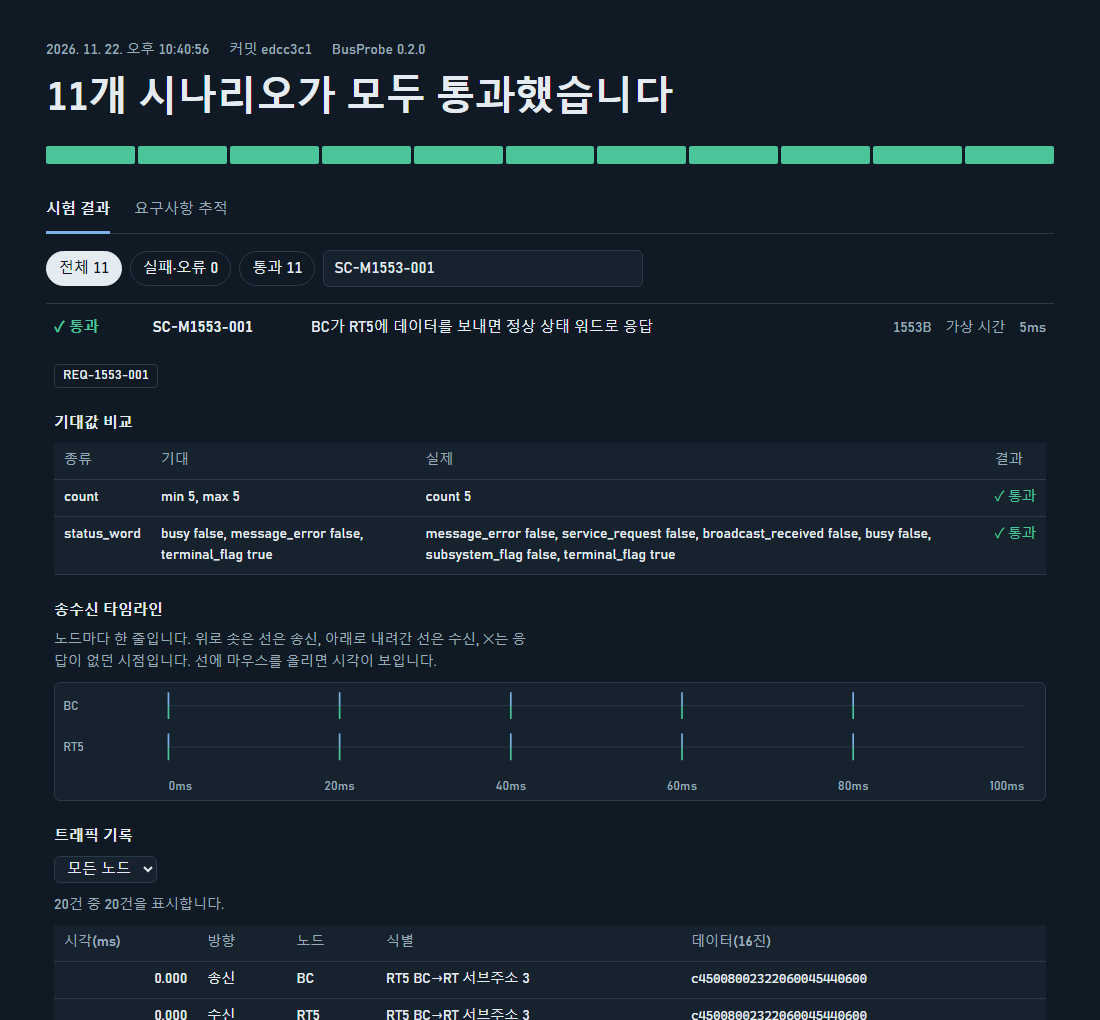 2026. 11. 22. 오후 10:40:56 커밋 edcc3c1 BusProbe 0.2.0
11개 시나리오가 모두 통과했습니다
시험 결과 요구사항 추적
전체 11 실패·오류 0 통과 11 SC-M1553-001
✓ 통과 SC-M1553-001 BC가 RT5에 데이터를 보내면 정상 상태 워드로 응답 1553B 가상 시간 5ms
REQ-1553-001
기대값 비교
종류 기대 실제 결과
count min 5, max 5 count 5 ✓ 통과
status_word busy false, message_error false, message_error false, service_request false, broadcast_received false, busy false, ✓ 통과
terminal_flag true subsystem_flag false, terminal_flag true
송수신 타임라인
노드마다 한 줄입니다. 위로 솟은 선은 송신, 아래로 내려간 선은 수신, ✕는 응
답이 없던 시점입니다. 선에 마우스를 올리면 시각이 보입니다.
BC
RT5
0ms 20ms 40ms 60ms 80ms 100ms
트래픽 기록
모든 노드
20건 중 20건을 표시합니다.
시각(ms) 방향 노드 식별 데이터(16진)
0.000 송신 BC RT5 BC→RT 서브주소 3 c45008002322060045440600
0.000 수신 RT5 RT5 BC→RT 서브주소 3 c45008002322060045440600